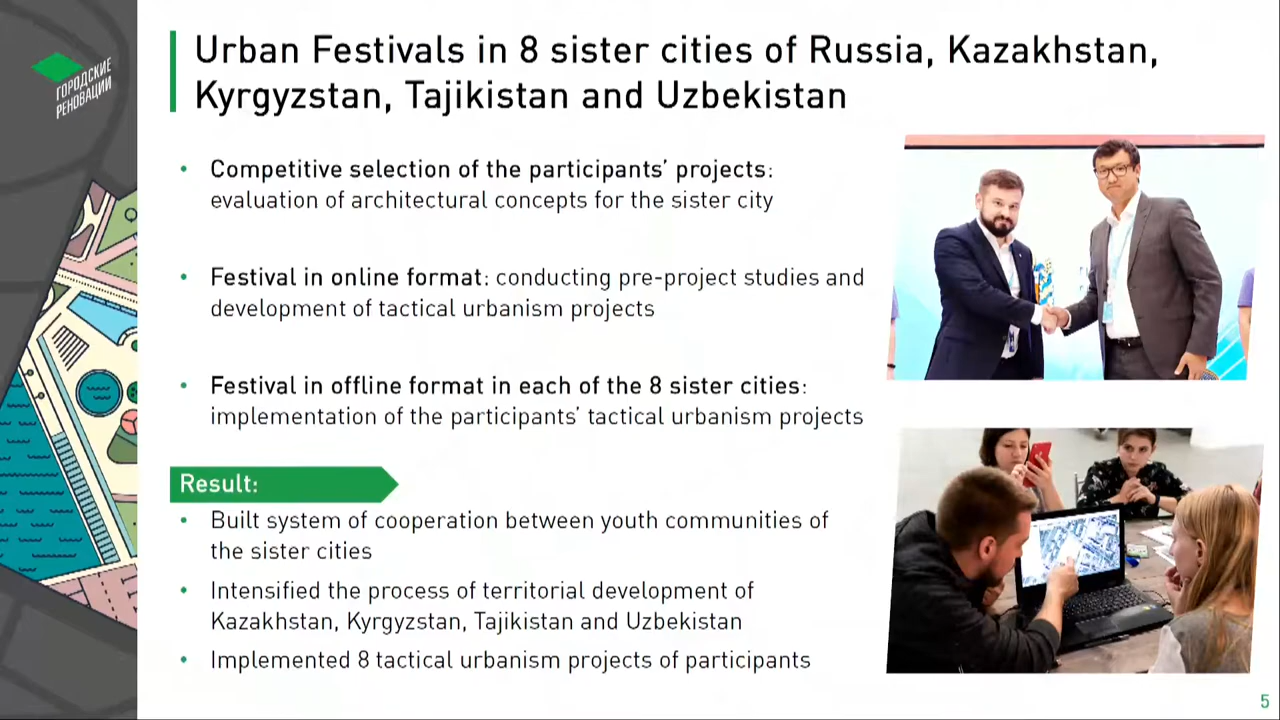 ГОРОДСКИЕ
РЕНОВАЦИИ
Urban Festivals in 8 sister cities of Russia, Kazakhstan,
Kyrgyzstan, Tajikistan and Uzbekistan
• Competitive selection of the participants’ projects:
evaluation of architectural concepts for the sister city
• Festival in online format: conducting pre-project studies and
development of tactical urbanism projects
• Festival in offline format in each of the 8 sister cities:
implementation of the participants’ tactical urbanism projects
Result:
• Built system of cooperation between youth communities of
the sister cities
• Intensified the process of territorial development of
Kazakhstan, Kyrgyzstan, Tajikistan and Uzbekistan
• Implemented 8 tactical urbanism projects of participants
5